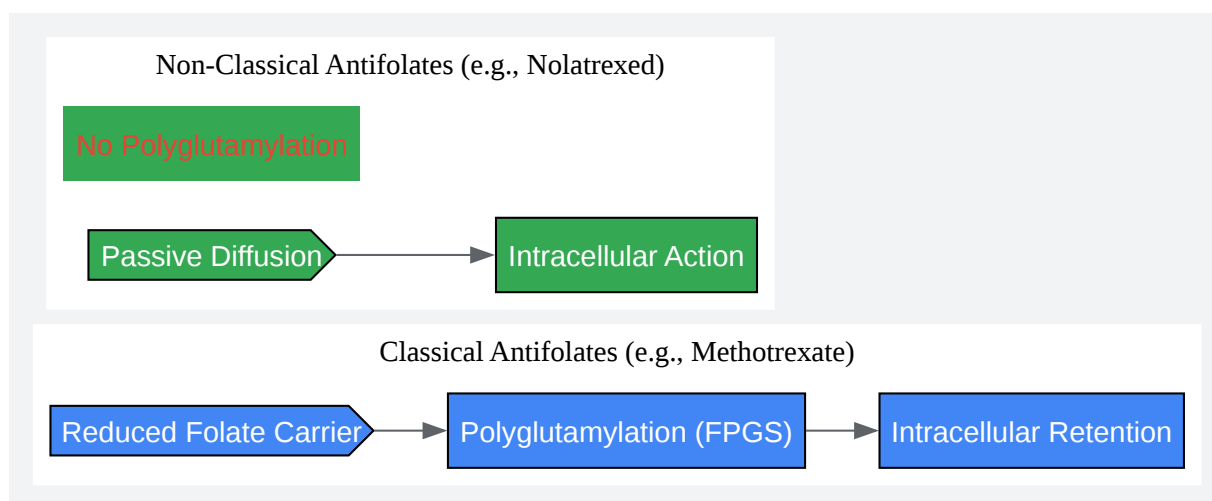 Non-Classical Antifolates (e.g., Nolatrexed)
No Polyglutamylation
Passive Diffusion
Intracellular Action
Classical Antifolates (e.g., Methotrexate)
Reduced Folate Carrier
Polyglutamylation (FPGS)
Intracellular Retention